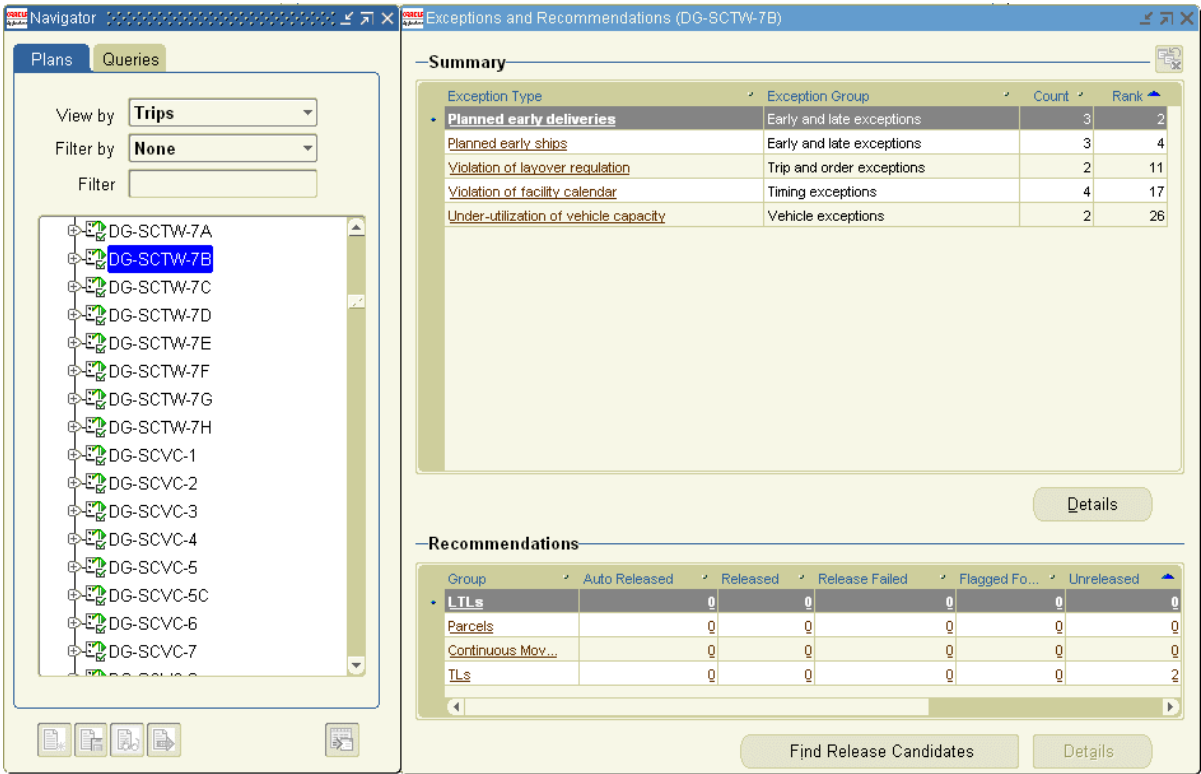 Navigator
Plans
Queries
View by Trips
Filter by None
Filter
DG-SCTW-7A
DG-SCTW-7B
DG-SCTW-7C
DG-SCTW-7D
DG-SCTW-7E
DG-SCTW-7F
DG-SCTW-7G
DG-SCTW-7H
DG-SCVC-1
DG-SCVC-2
DG-SCVC-3
DG-SCVC-4
DG-SCVC-5
DG-SCVC-5C
DG-SCVC-6
DG-SCVC-7
Exceptions and Recommendations (DG-SCTW-7B)
Summary
Exception Type Exception Group Count Rank
Planned early deliveries Early and late exceptions 3 2
Planned early ships Early and late exceptions 3 4
Violation of layover regulation Trip and order exceptions 2 11
Violation of facility calendar Timing exceptions 4 17
Under-utilization of vehicle capacity Vehicle exceptions 2 26
Details
Recommendations
Group Auto Released Released Release Failed Flagged Fo... Unreleased
LTLs 0 0 0 0 0
Parcels 0 0 0 0 0
Continuous Mov... 0 0 0 0 0
TLs 0 0 0 0 2
Find Release Candidates
Details